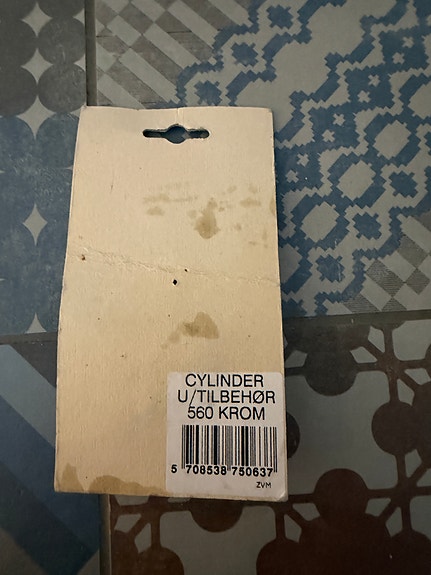 CYLINDER
U/TILBEHØR
560 KROM
5 708538 750637
ZVM